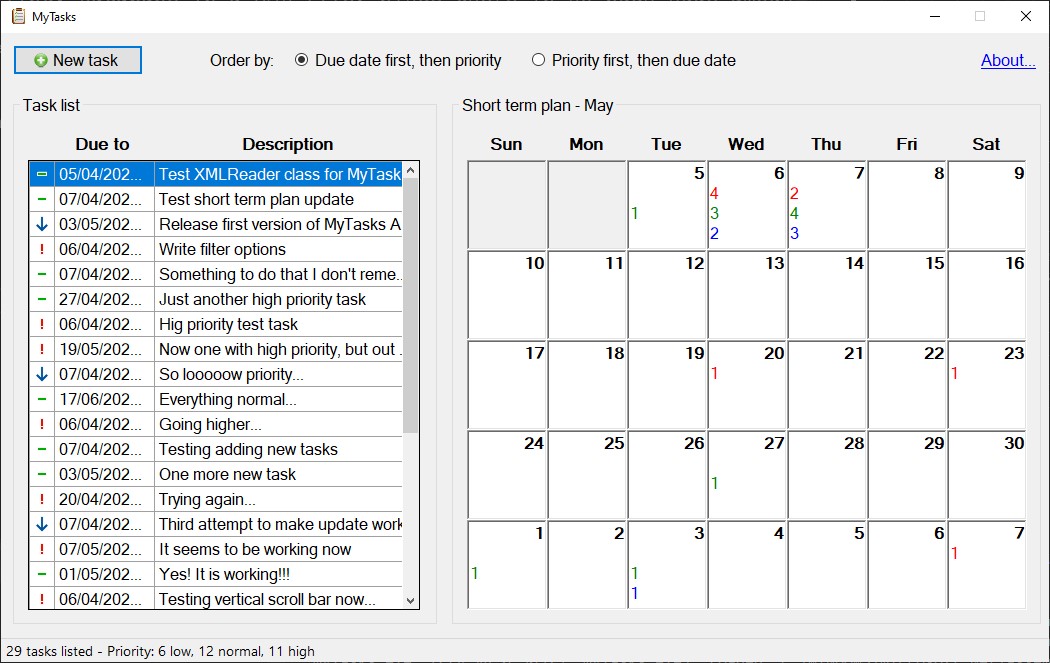 MyTasks
New task
Order by: Due date first, then priority Priority first, then due date About...
Task list
Due to Description
05/04/202... Test XMLReader class for MyTask
07/04/202... Test short term plan update
03/05/202... Release first version of MyTasks A
06/04/202... Write filter options
07/04/202... Something to do that I don't reme...
27/04/202... Just another high priority task
06/04/202... Hig priority test task
19/05/202... Now one with high priority, but out ...
07/04/202... So looooow priority...
17/06/202... Everything normal...
06/04/202... Going higher...
07/04/202... Testing adding new tasks
03/05/202... One more new task
20/04/202... Trying again...
07/04/202... Third attempt to make update work
07/05/202... It seems to be working now
01/05/202... Yes! It is working!!!
06/04/202... Testing vertical scroll bar now...
Short term plan - May
Sun Mon Tue Wed Thu Fri Sat
5 6 7 8 9
4 2
1 3 4
2 3
10 11 12 13 14 15 16
17 18 19 20 21 22 23
1 1
24 25 26 27 28 29 30
1
1 2 3 4 5 6 7
1
1 1
1
29 tasks listed - Priority: 6 low, 12 normal, 11 high